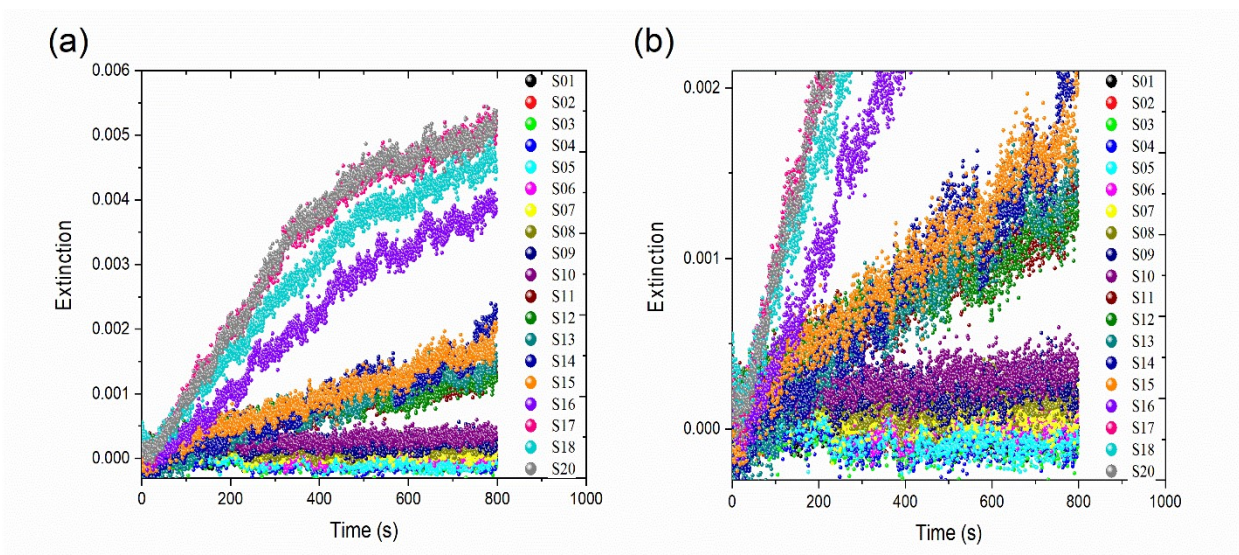 (a)
Extinction
0.006
0.005
0.004
0.003
0.002
0.001
0.000
0
200
400
600
800
1000
Time (s)
S01
S02
S03
S04
S05
S06
S07
S08
S09
S10
S11
S12
S13
S14
S15
S16
S17
S18
S20
(b)
Extinction
0.002
0.001
0.000
0
200
400
600
800
1000
Time (s)
S01
S02
S03
S04
S05
S06
S07
S08
S09
S10
S11
S12
S13
S14
S15
S16
S17
S18
S20